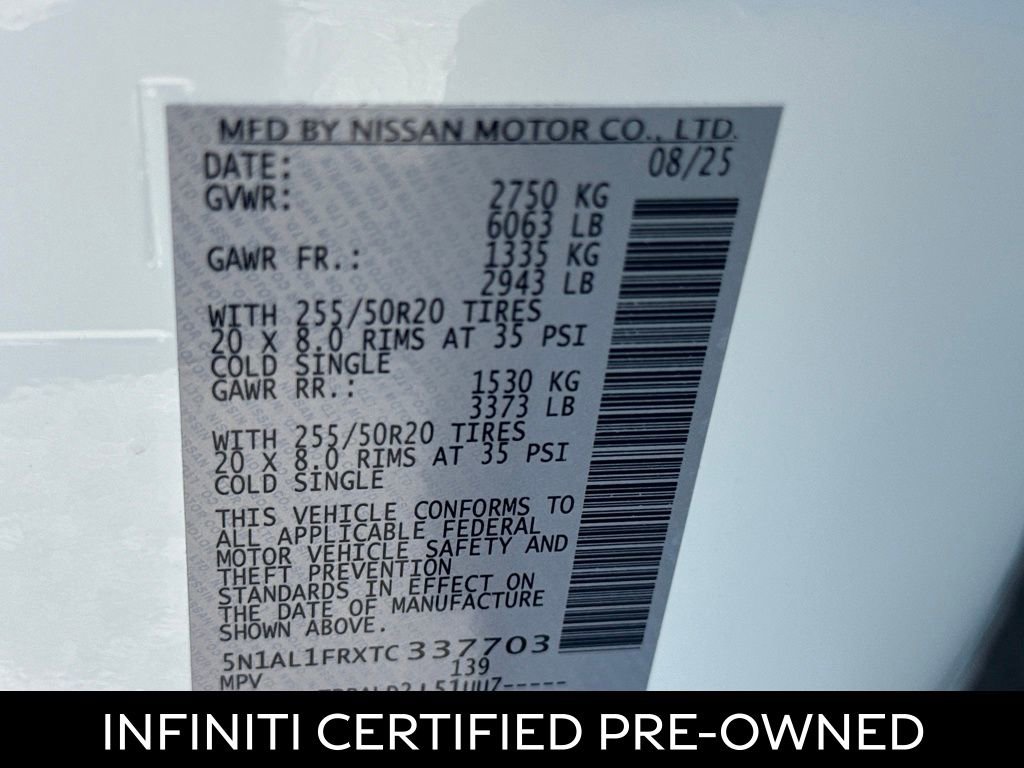 MFD BY NISSAN MOTOR CO., LTD.
DATE: 08/25
GVWR: 2750 KG
6063 LB
GAWR FR.: 1335 KG
2943 LB
WITH 255/50R20 TIRES
20 X 8.0 RIMS AT 35 PSI
COLD SINGLE
GAWR RR.: 1530 KG
3373 LB
WITH 255/50R20 TIRES
20 X 8.0 RIMS AT 35 PSI
COLD SINGLE
THIS VEHICLE CONFORMS TO
ALL APPLICABLE FEDERAL
MOTOR VEHICLE SAFETY AND
THEFT PREVENTION
STANDARDS IN EFFECT ON
THE DATE OF MANUFACTURE
SHOWN ABOVE.
5N1AL1FRXTC337703
MPV 139
INFINITI CERTIFIED PRE-OWNED